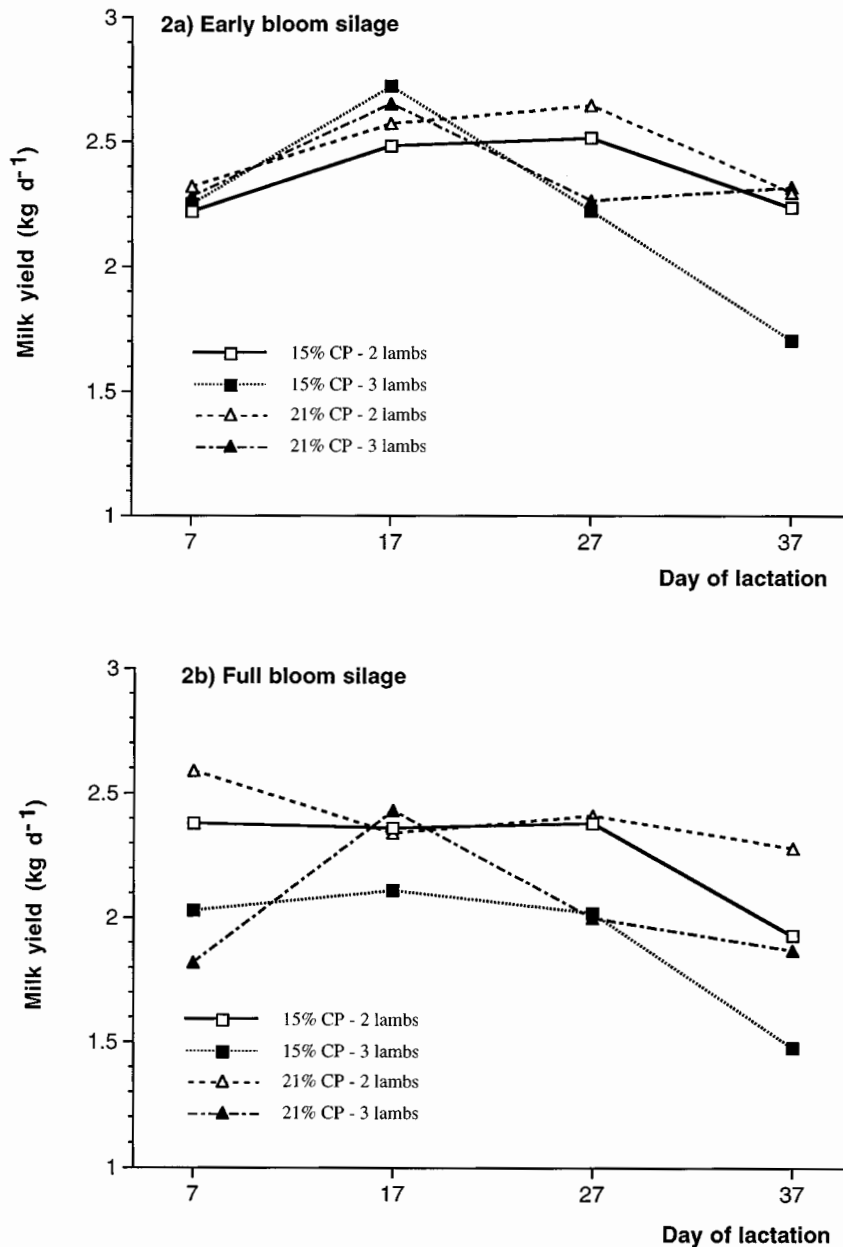 2a) Early bloom silage
3
2.5
2
1.5
1
Milk yield (kg d⁻¹)
15% CP - 2 lambs
15% CP - 3 lambs
21% CP - 2 lambs
21% CP - 3 lambs
7 17 27 37
Day of lactation
2b) Full bloom silage
3
2.5
2
1.5
1
Milk yield (kg d⁻¹)
15% CP - 2 lambs
15% CP - 3 lambs
21% CP - 2 lambs
21% CP - 3 lambs
7 17 27 37
Day of lactation